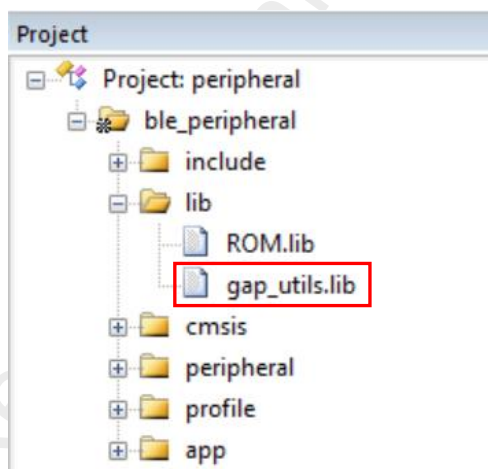 Project
Project: peripheral
ble_peripheral
include
lib
ROM.lib
gap_utils.lib
cmsis
peripheral
profile
app